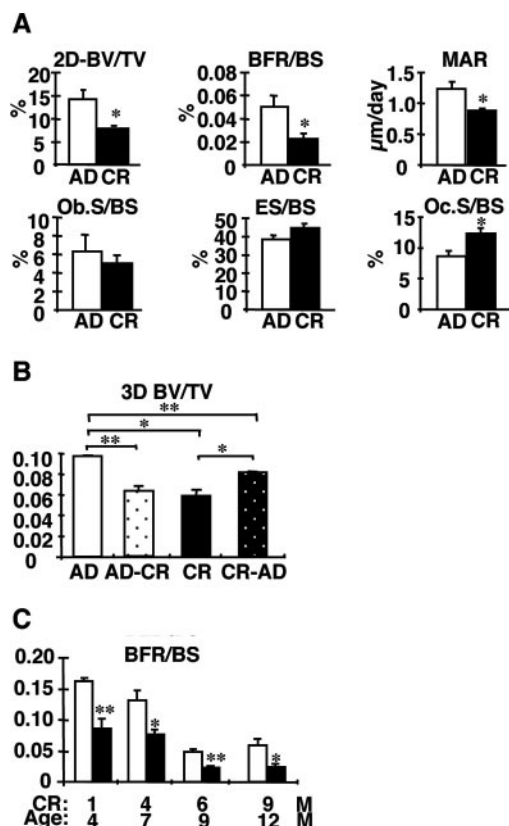 A
2D-BV/TV BFR/BS MAR
% 20 15 10 5 0 * AD CR
% 0.08 0.06 0.04 0.02 0 * AD CR
µm/day 1.5 1.0 0.5 0 * AD CR
Ob.S/BS ES/BS Oc.S/BS
% 10 8 6 4 2 0 AD CR
% 50 40 30 20 10 0 AD CR
% 15 10 5 0 * AD CR
B
3D BV/TV
**
*
** *
0.10
0.08
0.06
0.04
0.02
0
AD AD-CR CR CR-AD
C
BFR/BS
0.20
0.15
0.10
0.05
0
** * ** *
CR: 1 4 6 9 M
Age: 4 7 9 12 M